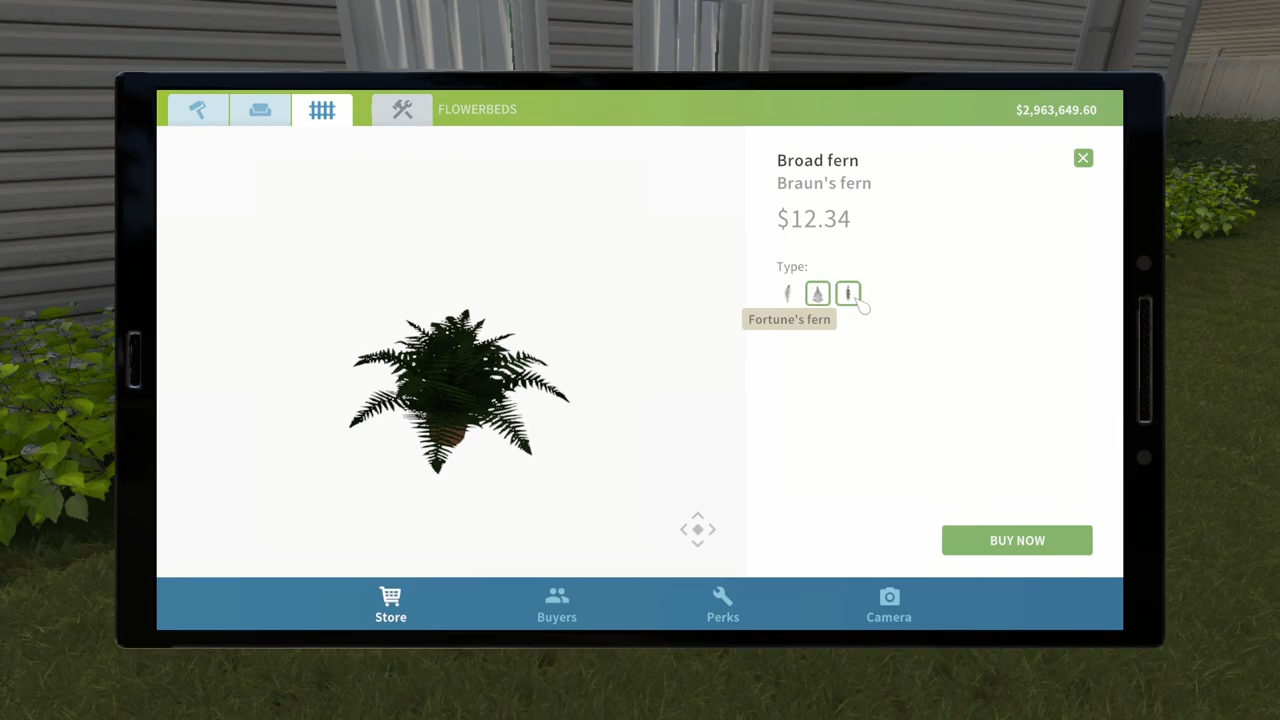 FLOWERBEDS
$2,963,649.60
Broad fern
Braun's fern
$12.34
Type:
Fortune's fern
BUY NOW
Store
Buyers
Perks
Camera